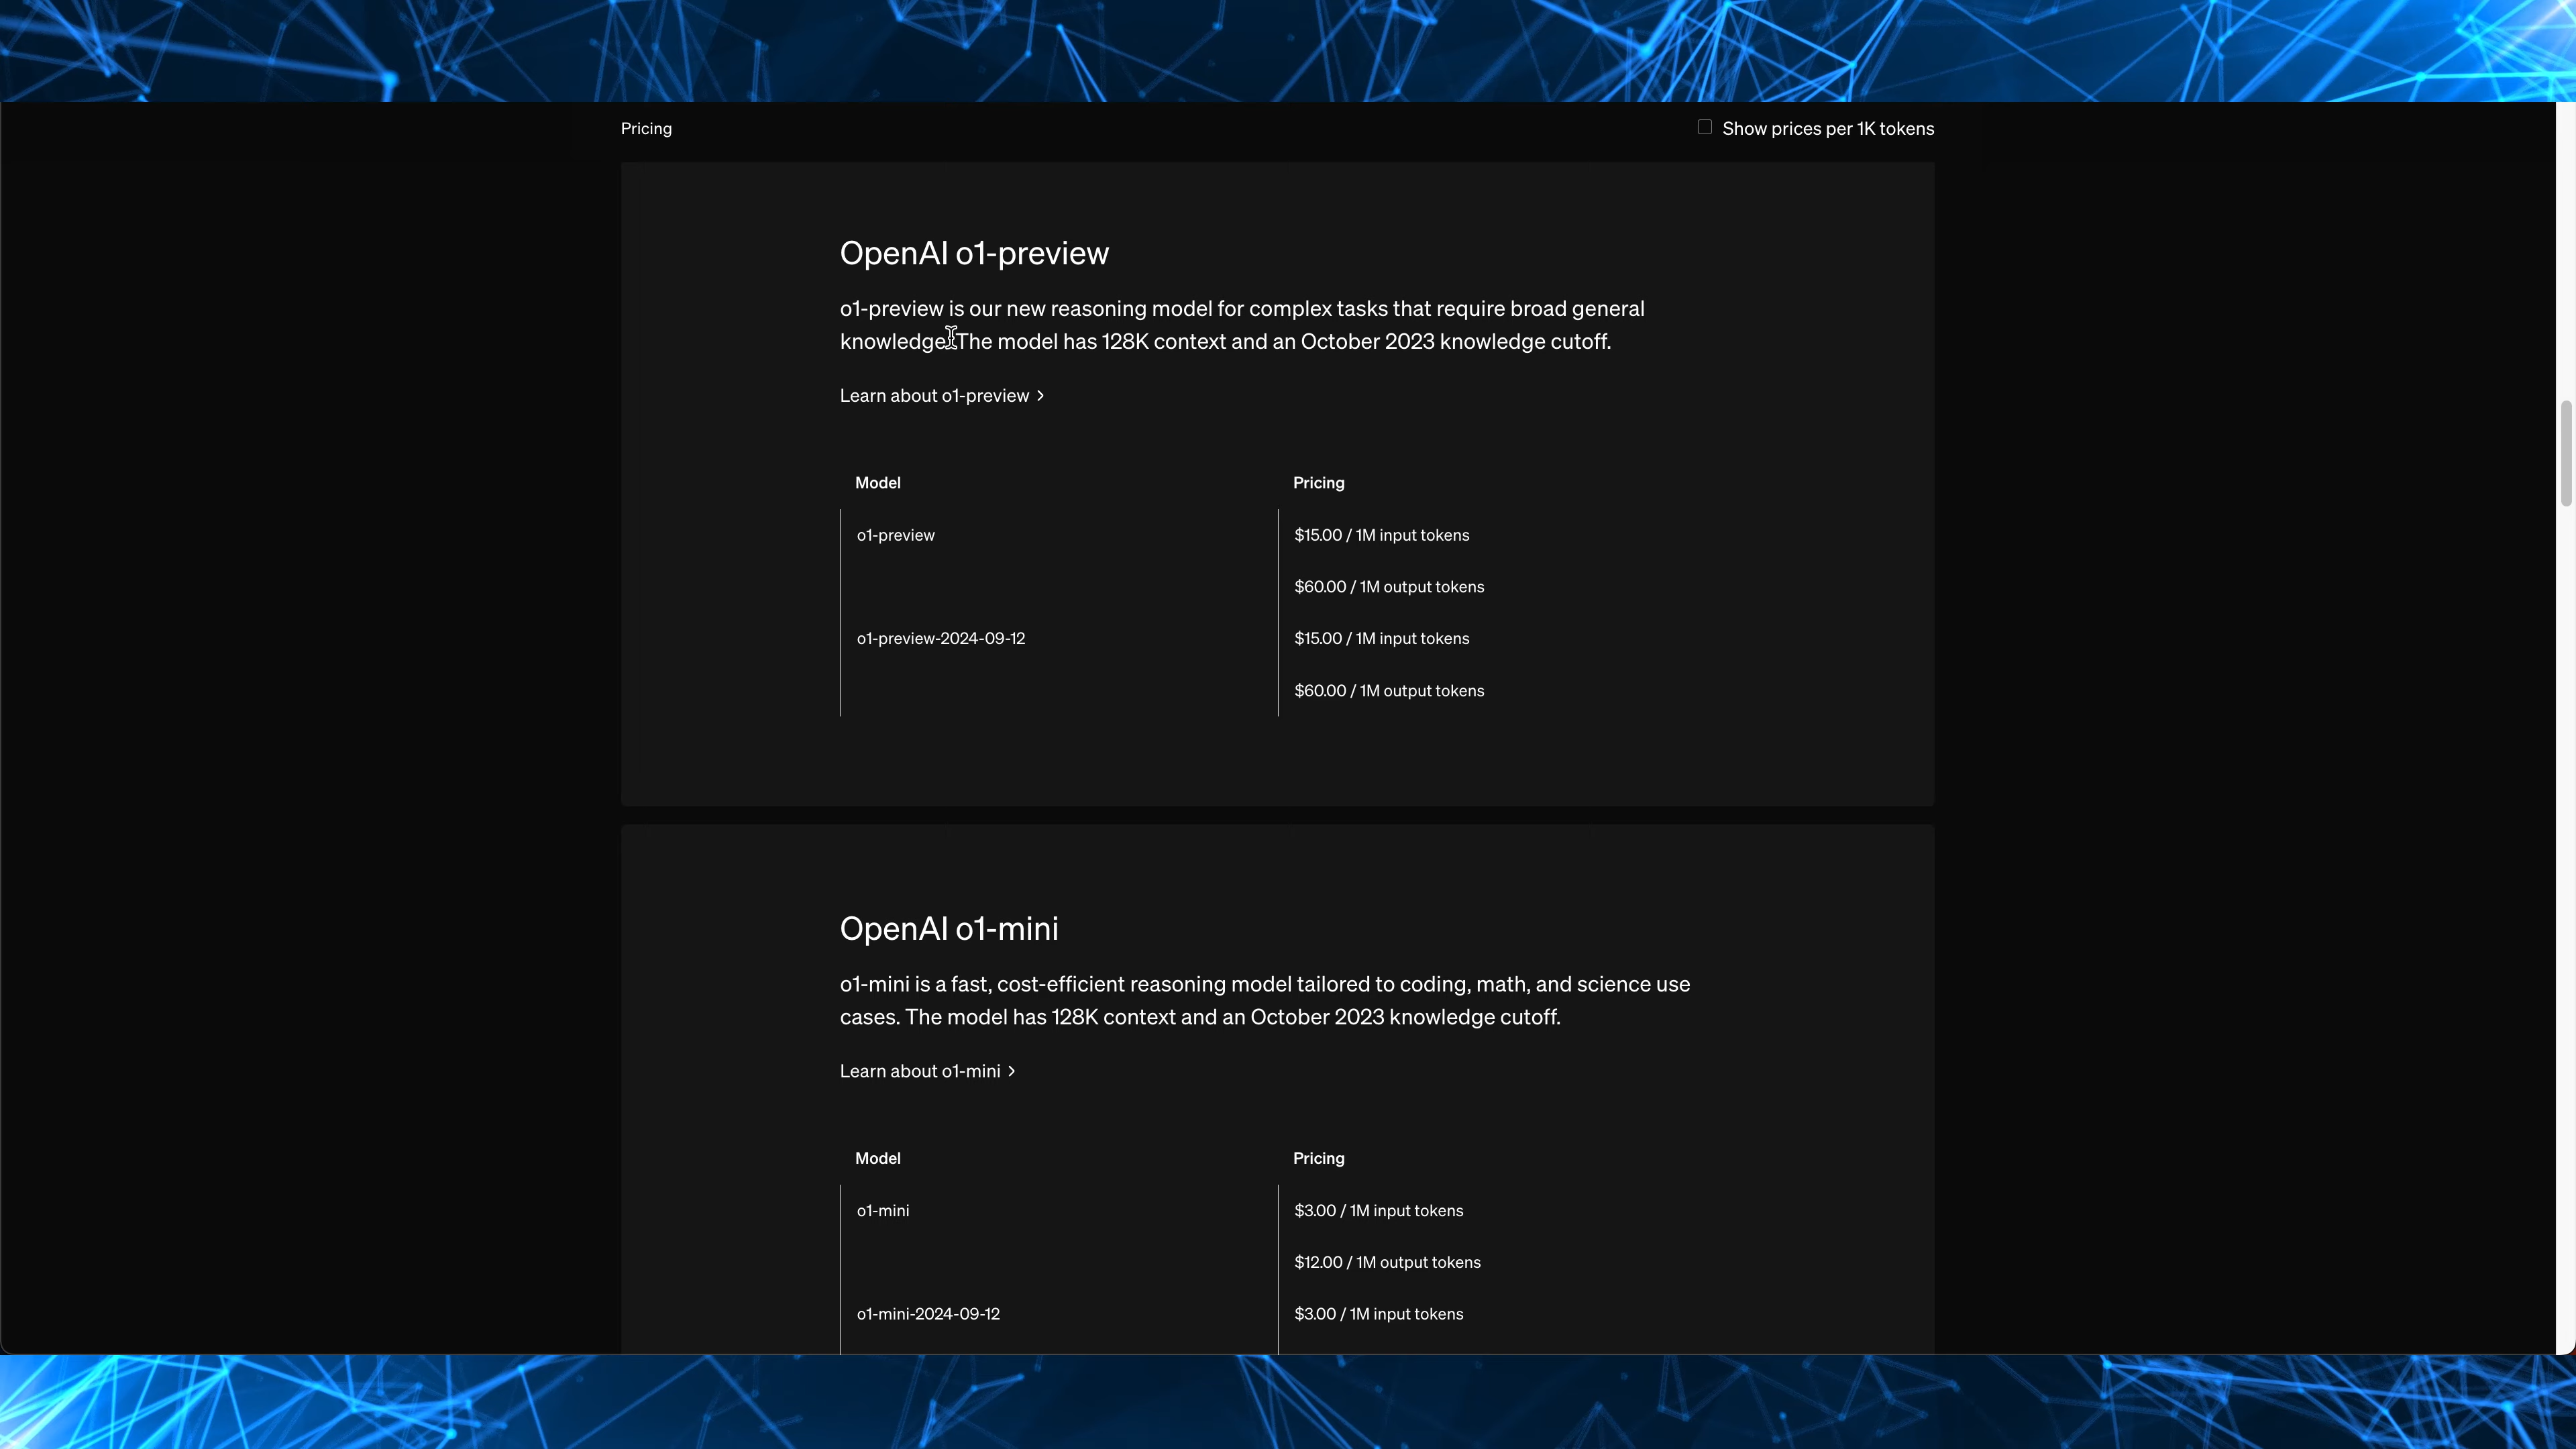 Pricing
Show prices per 1K tokens
OpenAI o1-preview
o1-preview is our new reasoning model for complex tasks that require broad general
knowledge. The model has 128K context and an October 2023 knowledge cutoff.
Learn about o1-preview >
Model Pricing
o1-preview $15.00 / 1M input tokens
$60.00 / 1M output tokens
o1-preview-2024-09-12 $15.00 / 1M input tokens
$60.00 / 1M output tokens
OpenAI o1-mini
o1-mini is a fast, cost-efficient reasoning model tailored to coding, math, and science use
cases. The model has 128K context and an October 2023 knowledge cutoff.
Learn about o1-mini >
Model Pricing
o1-mini $3.00 / 1M input tokens
$12.00 / 1M output tokens
o1-mini-2024-09-12 $3.00 / 1M input tokens